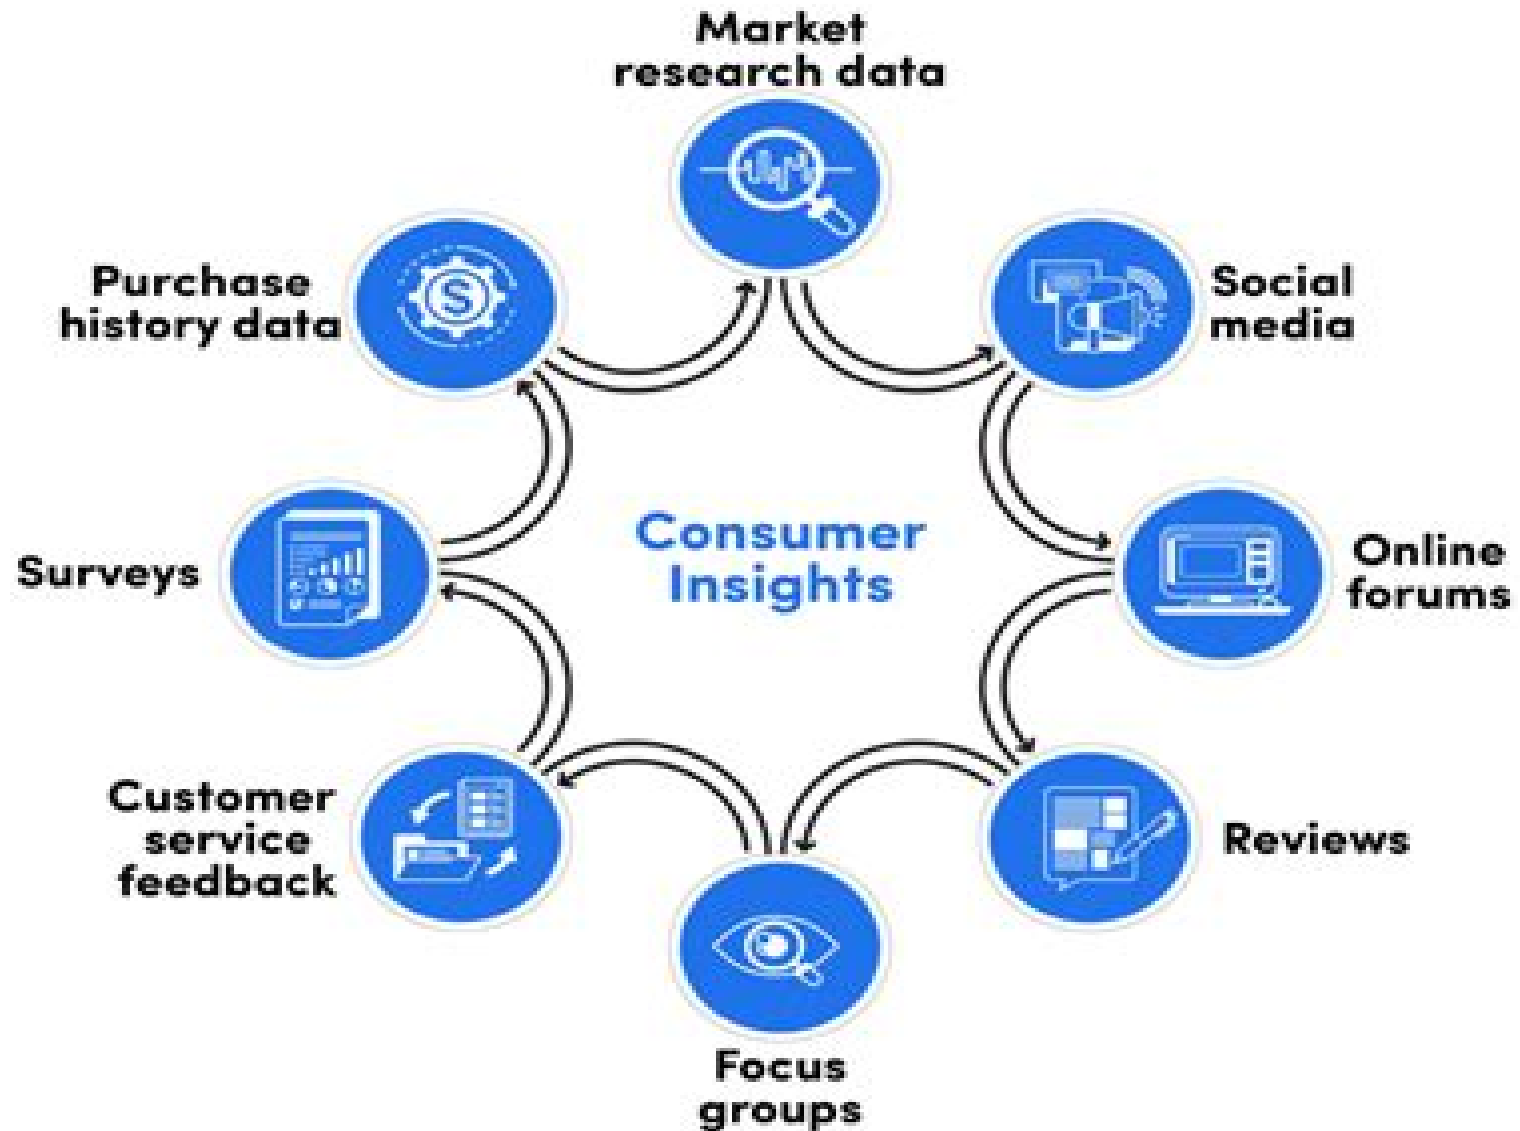 Market
research data
Social
media
Online
forums
Reviews
Focus
groups
Customer
service
feedback
Surveys
Purchase
history data
S
Consumer
Insights